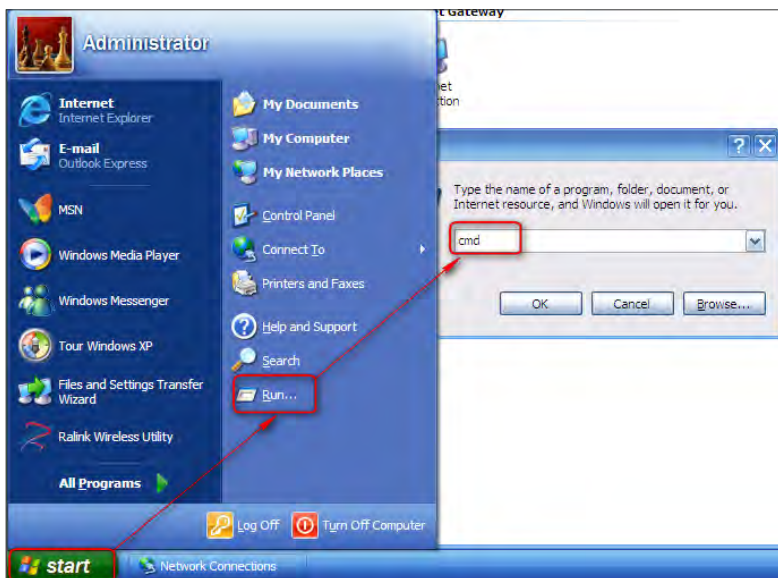 t Gateway
Administrator
et
tion
Internet
Internet Explorer
E-mail
Outlook Express
MSN
Windows Media Player
Windows Messenger
Tour Windows XP
Files and Settings Transfer
Wizard
Ralink Wireless Utility
All Programs
My Documents
My Computer
My Network Places
Control Panel
Connect To
Printers and Faxes
Help and Support
Search
Run...
Type the name of a program, folder, document, or
Internet resource, and Windows will open it for you.
cmd
OK Cancel Browse...
Log Off Turn Off Computer
start Network Connections